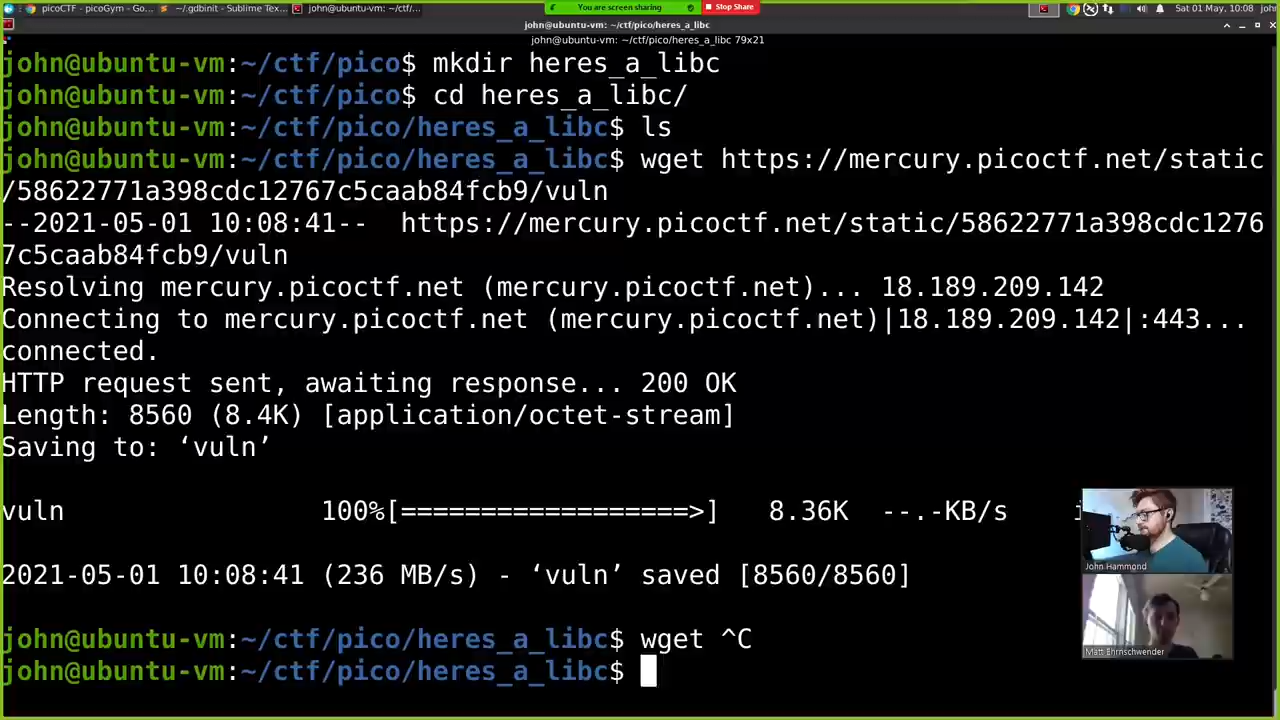 picoCTF - picoGym - Go...
~/.gdbinit - Sublime Tex...
john@ubuntu-vm: ~/ctf/...
You are screen sharing
Stop Share
Sat 01 May, 10:08
john
john@ubuntu-vm: ~/ctf/pico/heres_a_libc
john@ubuntu-vm: ~/ctf/pico/heres_a_libc 79x21
john@ubuntu-vm:~/ctf/pico$ mkdir heres_a_libc
john@ubuntu-vm:~/ctf/pico$ cd heres_a_libc/
john@ubuntu-vm:~/ctf/pico/heres_a_libc$ ls
john@ubuntu-vm:~/ctf/pico/heres_a_libc$ wget https://mercury.picoctf.net/static
/58622771a398cdc12767c5caab84fcb9/vuln
--2021-05-01 10:08:41--  https://mercury.picoctf.net/static/58622771a398cdc1276
7c5caab84fcb9/vuln
Resolving mercury.picoctf.net (mercury.picoctf.net)... 18.189.209.142
Connecting to mercury.picoctf.net (mercury.picoctf.net)|18.189.209.142|:443...
connected.
HTTP request sent, awaiting response... 200 OK
Length: 8560 (8.4K) [application/octet-stream]
Saving to: ‘vuln’
vuln 100%[==================>] 8.36K --.-KB/s i
2021-05-01 10:08:41 (236 MB/s) - ‘vuln’ saved [8560/8560]
john@ubuntu-vm:~/ctf/pico/heres_a_libc$ wget ^C
john@ubuntu-vm:~/ctf/pico/heres_a_libc$
John Hammond
Matt Ehrnschwender